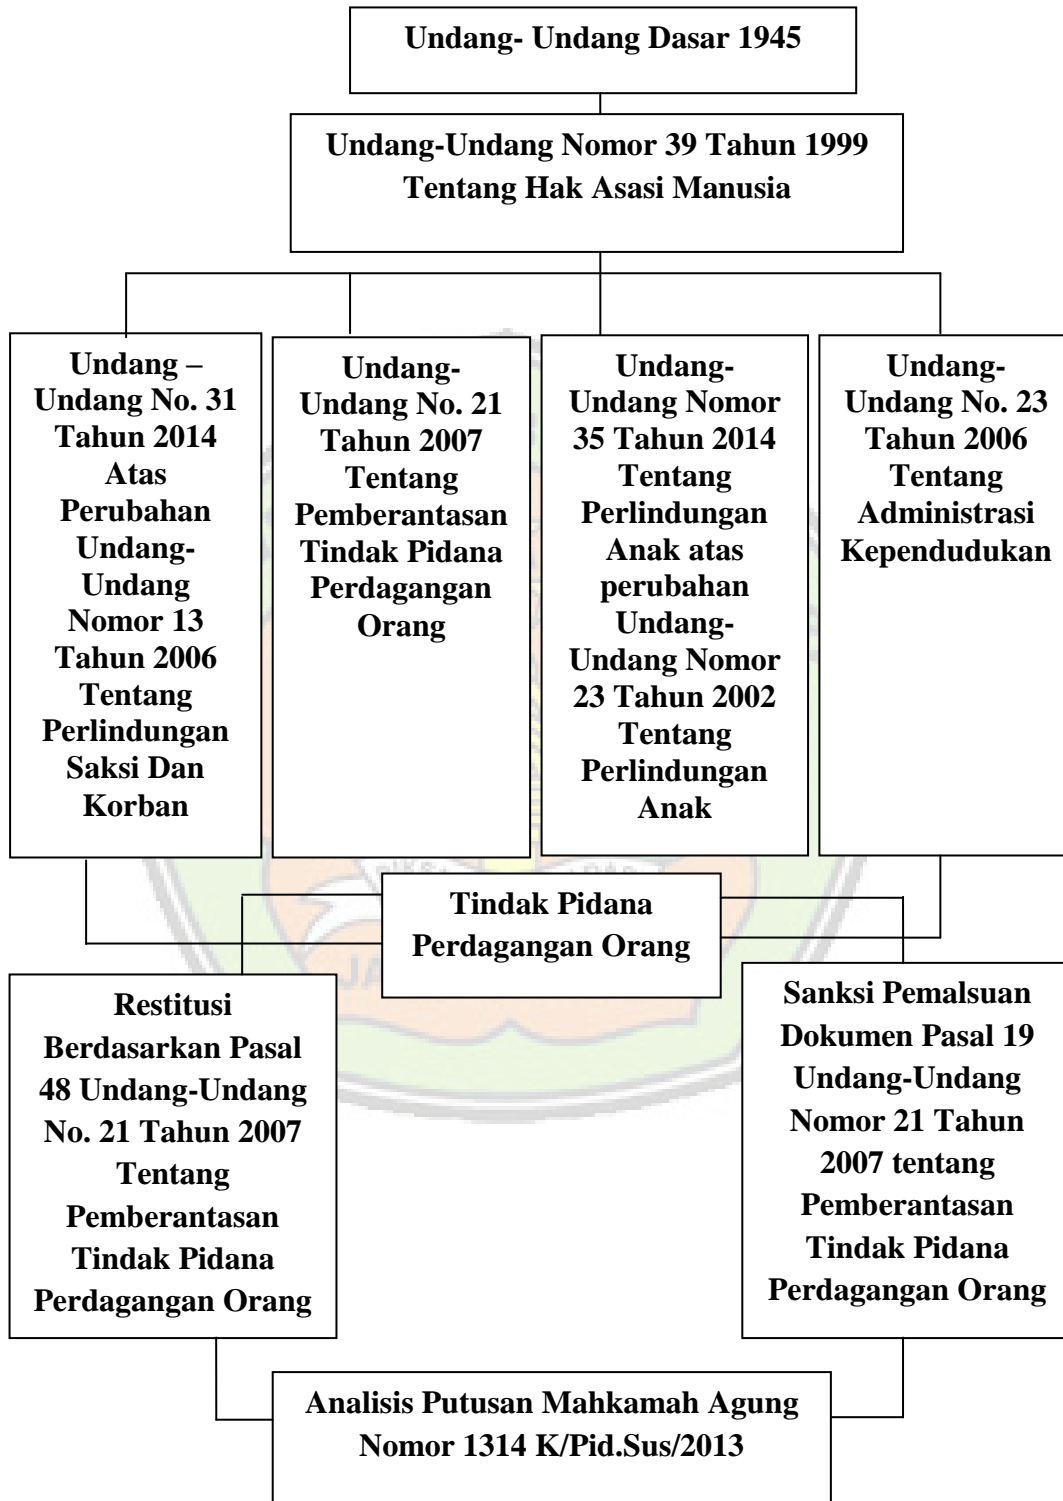 Undang- Undang Dasar 1945
Undang-Undang Nomor 39 Tahun 1999
Tentang Hak Asasi Manusia
Undang –
Undang No. 31
Tahun 2014
Atas
Perubahan
Undang-
Undang
Nomor 13
Tahun 2006
Tentang
Perlindungan
Saksi Dan
Korban
Undang-
Undang No. 21
Tahun 2007
Tentang
Pemberantasan
Tindak Pidana
Perdagangan
Orang
Undang-
Undang Nomor
35 Tahun 2014
Tentang
Perlindungan
Anak atas
perubahan
Undang-
Undang Nomor
23 Tahun 2002
Tentang
Perlindungan
Anak
Undang-
Undang No. 23
Tahun 2006
Tentang
Administrasi
Kependudukan
Tindak Pidana
Perdagangan Orang
Restitusi
Berdasarkan Pasal
48 Undang-Undang
No. 21 Tahun 2007
Tentang
Pemberantasan
Tindak Pidana
Perdagangan Orang
Sanksi Pemalsuan
Dokumen Pasal 19
Undang-Undang
Nomor 21 Tahun
2007 tentang
Pemberantasan
Tindak Pidana
Perdagangan Orang
Analisis Putusan Mahkamah Agung
Nomor 1314 K/Pid.Sus/2013